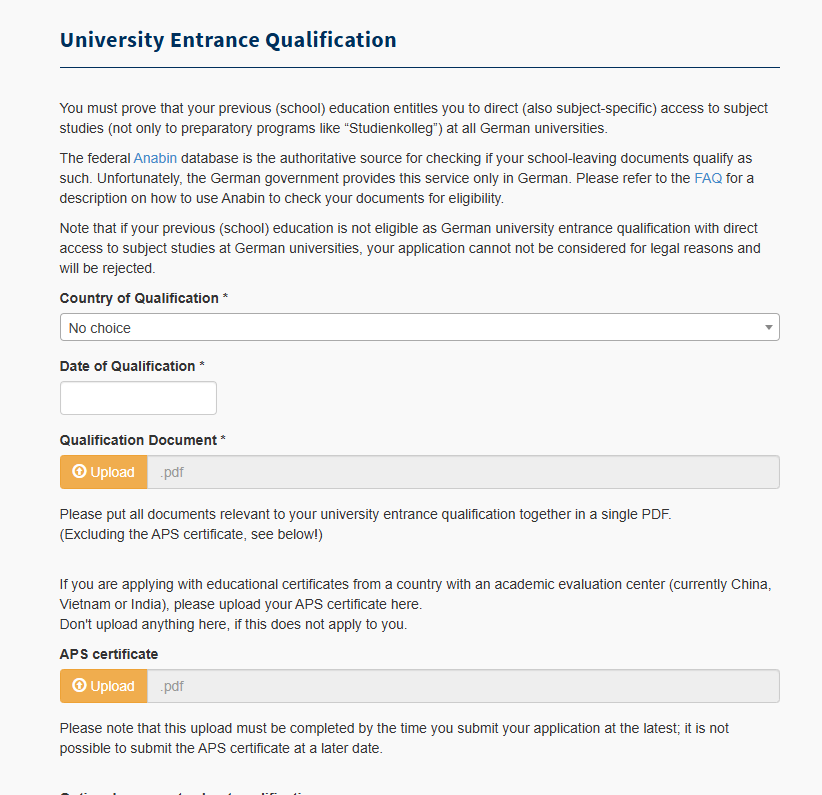 University Entrance Qualification
You must prove that your previous (school) education entitles you to direct (also subject-specific) access to subject
studies (not only to preparatory programs like “Studienkolleg”) at all German universities.
The federal Anabin database is the authoritative source for checking if your school-leaving documents qualify as
such. Unfortunately, the German government provides this service only in German. Please refer to the FAQ for a
description on how to use Anabin to check your documents for eligibility.
Note that if your previous (school) education is not eligible as German university entrance qualification with direct
access to subject studies at German universities, your application cannot not be considered for legal reasons and
will be rejected.
Country of Qualification *
No choice
Date of Qualification *
Qualification Document *
Upload .pdf
Please put all documents relevant to your university entrance qualification together in a single PDF.
(Excluding the APS certificate, see below!)
If you are applying with educational certificates from a country with an academic evaluation center (currently China,
Vietnam or India), please upload your APS certificate here.
Don't upload anything here, if this does not apply to you.
APS certificate
Upload .pdf
Please note that this upload must be completed by the time you submit your application at the latest; it is not
possible to submit the APS certificate at a later date.